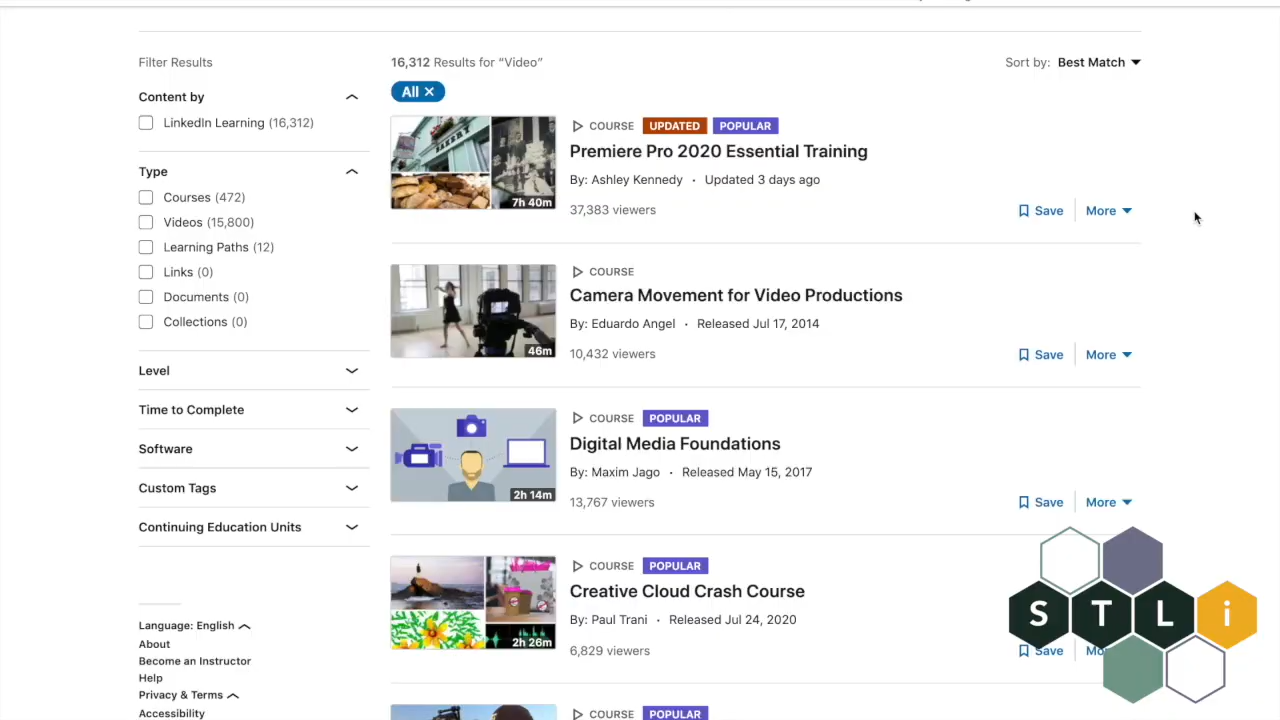 Filter Results
Content by
LinkedIn Learning (16,312)
Type
Courses (472)
Videos (15,800)
Learning Paths (12)
Links (0)
Documents (0)
Collections (0)
Level
Time to Complete
Software
Custom Tags
Continuing Education Units
Language: English
About
Become an Instructor
Help
Privacy & Terms
Accessibility
16,312 Results for “Video”
Sort by: Best Match
All ×
BAKERY
7h 40m
COURSE UPDATED POPULAR
Premiere Pro 2020 Essential Training
By: Ashley Kennedy · Updated 3 days ago
37,383 viewers
Save More
46m
COURSE
Camera Movement for Video Productions
By: Eduardo Angel · Released Jul 17, 2014
10,432 viewers
Save More
2h 14m
COURSE POPULAR
Digital Media Foundations
By: Maxim Jago · Released May 15, 2017
13,767 viewers
Save More
2h 26m
COURSE POPULAR
Creative Cloud Crash Course
By: Paul Trani · Released Jul 24, 2020
6,829 viewers
Save Mo
COURSE POPULAR
STLi